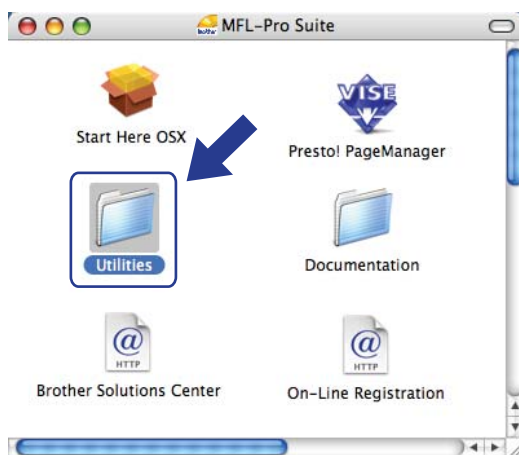 brother MFL-Pro Suite
Start Here OSX
VISE
Presto! PageManager
Utilities
Documentation
@
HTTP
@
HTTP
Brother Solutions Center
On-Line Registration